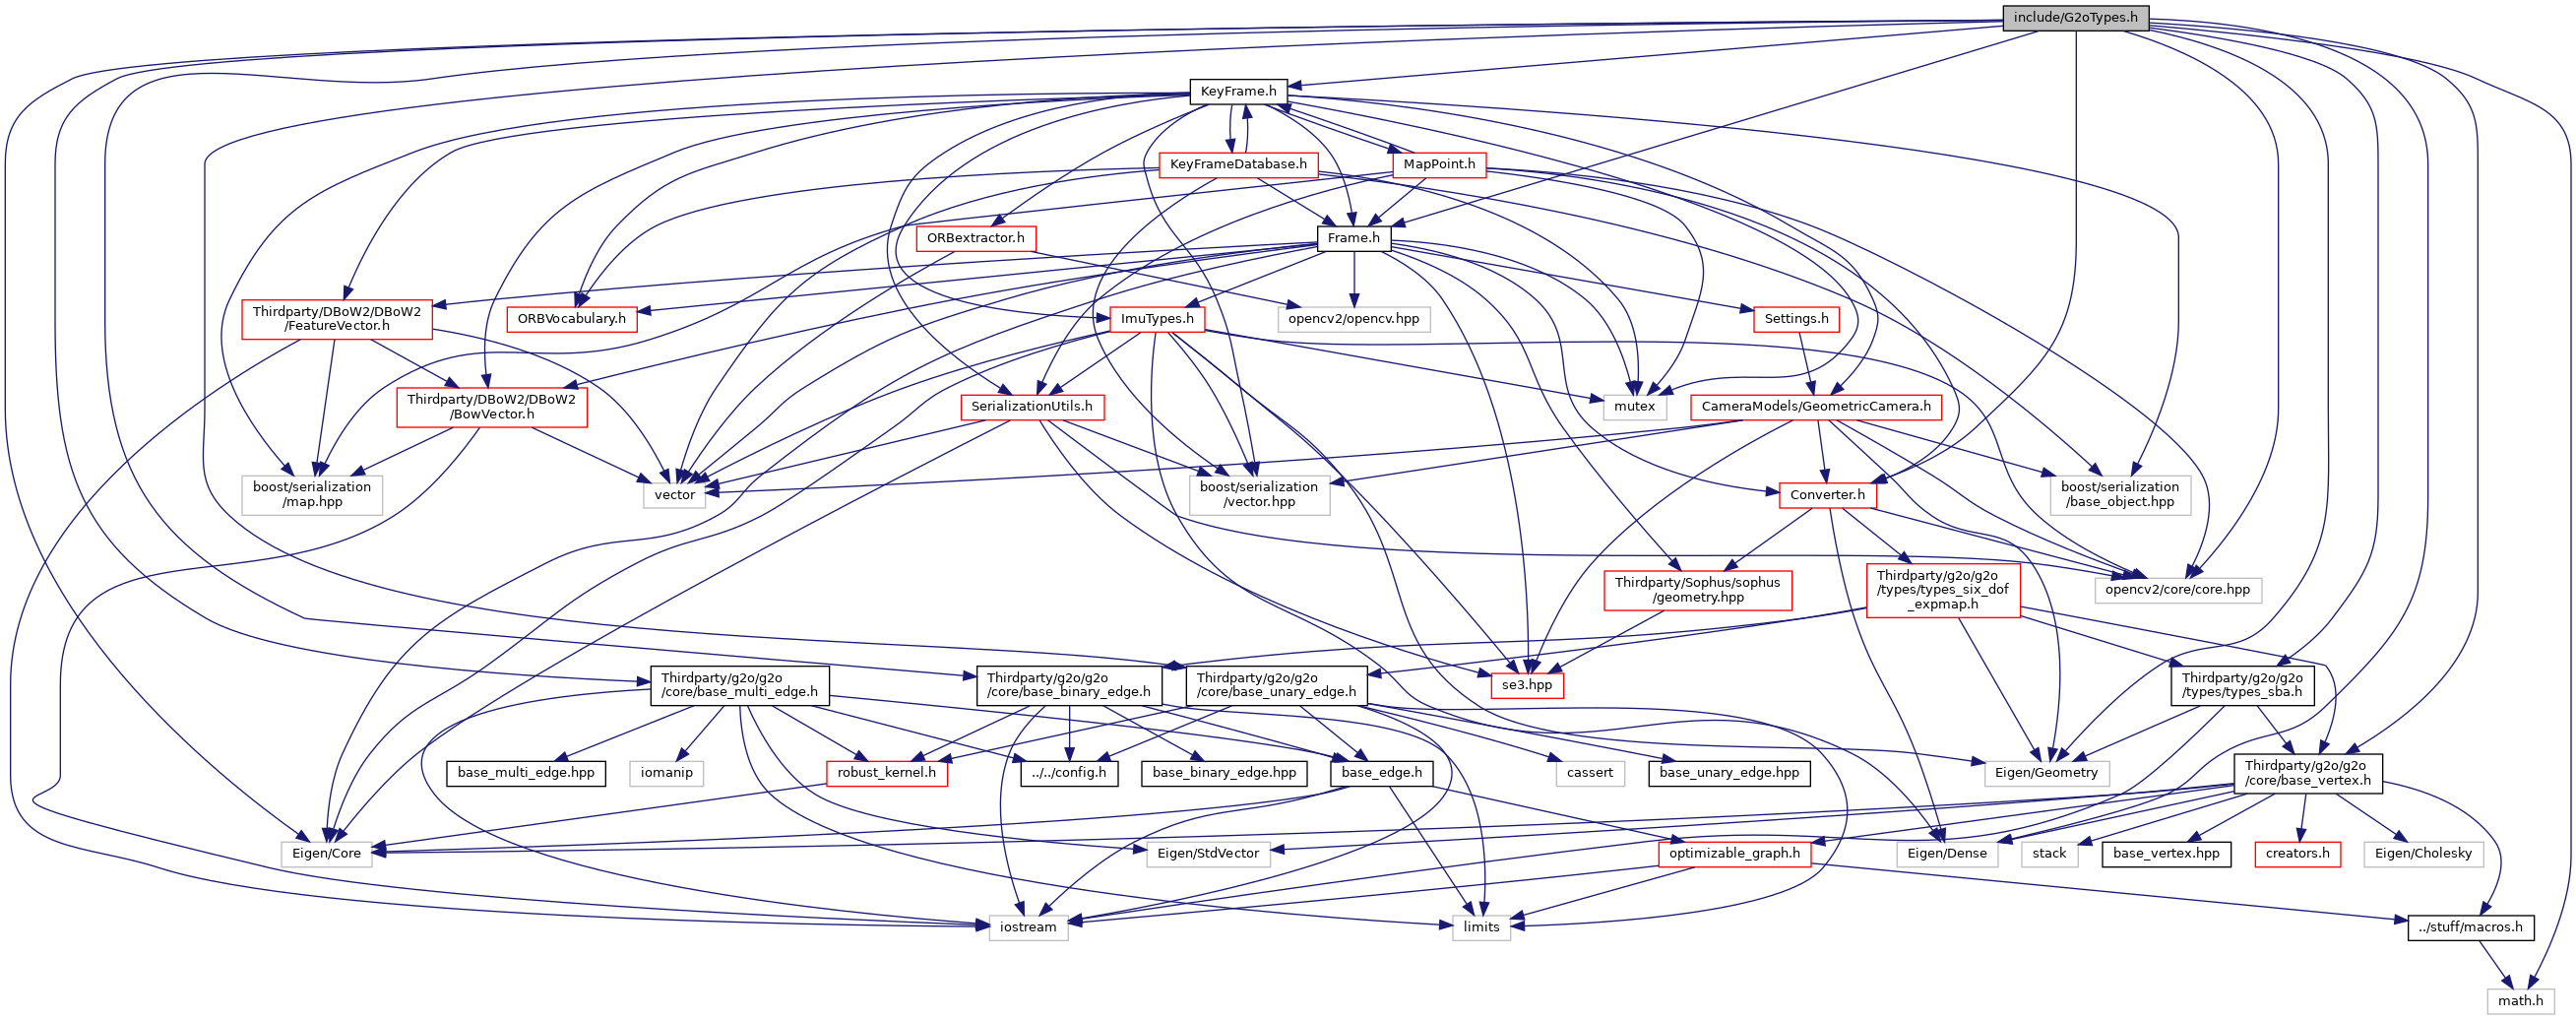 include/G2oTypes.h
KeyFrame.h
KeyFrameDatabase.h
MapPoint.h
ORBextractor.h
Frame.h
Thirdparty/DBoW2/DBoW2
/FeatureVector.h
ORBVocabulary.h
ImuTypes.h
opencv2/opencv.hpp
Settings.h
Thirdparty/DBoW2/DBoW2
/BowVector.h
SerializationUtils.h
mutex
CameraModels/GeometricCamera.h
boost/serialization
/map.hpp
vector
boost/serialization
/vector.hpp
Converter.h
boost/serialization
/base_object.hpp
Thirdparty/Sophus/sophus
/geometry.hpp
Thirdparty/g2o/g2o
/types/types_six_dof
_expmap.h
opencv2/core/core.hpp
Thirdparty/g2o/g2o
/core/base_multi_edge.h
Thirdparty/g2o/g2o
/core/base_binary_edge.h
Thirdparty/g2o/g2o
/core/base_unary_edge.h
se3.hpp
Thirdparty/g2o/g2o
/types/types_sba.h
base_multi_edge.hpp
iomanip
robust_kernel.h
../../config.h
base_binary_edge.hpp
base_edge.h
cassert
base_unary_edge.hpp
Eigen/Geometry
Thirdparty/g2o/g2o
/core/base_vertex.h
Eigen/Core
Eigen/StdVector
optimizable_graph.h
Eigen/Dense
stack
base_vertex.hpp
creators.h
Eigen/Cholesky
iostream
limits
../stuff/macros.h
math.h